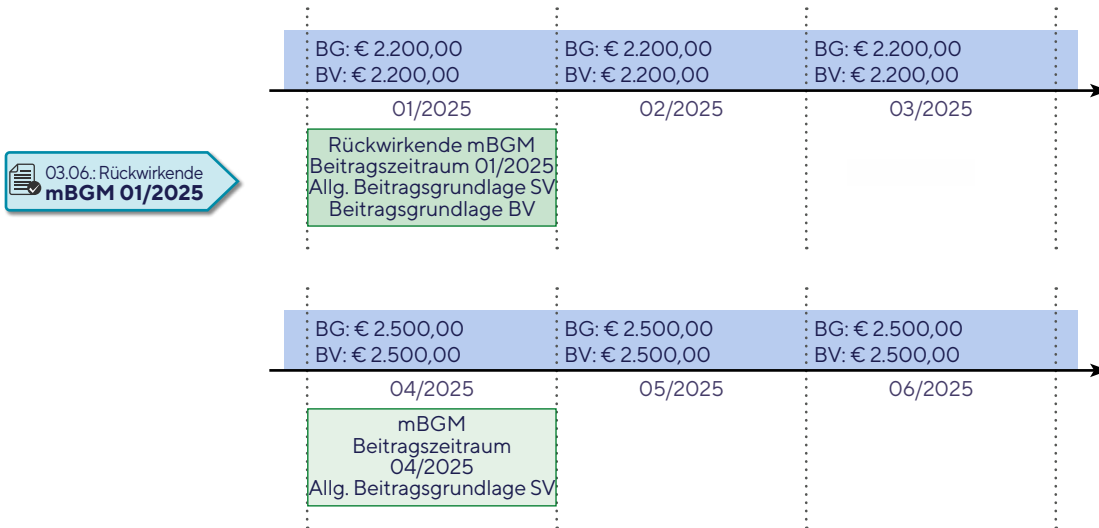 BG: € 2.200,00 BG: € 2.200,00 BG: € 2.200,00
BV: € 2.200,00 BV: € 2.200,00 BV: € 2.200,00
01/2025 02/2025 03/2025
03.06.: Rückwirkende
mBGM 01/2025
Rückwirkende mBGM
Beitragszeitraum 01/2025
Allg. Beitragsgrundlage SV
Beitragsgrundlage BV
BG: € 2.500,00 BG: € 2.500,00 BG: € 2.500,00
BV: € 2.500,00 BV: € 2.500,00 BV: € 2.500,00
04/2025 05/2025 06/2025
mBGM
Beitragszeitraum
04/2025
Allg. Beitragsgrundlage SV